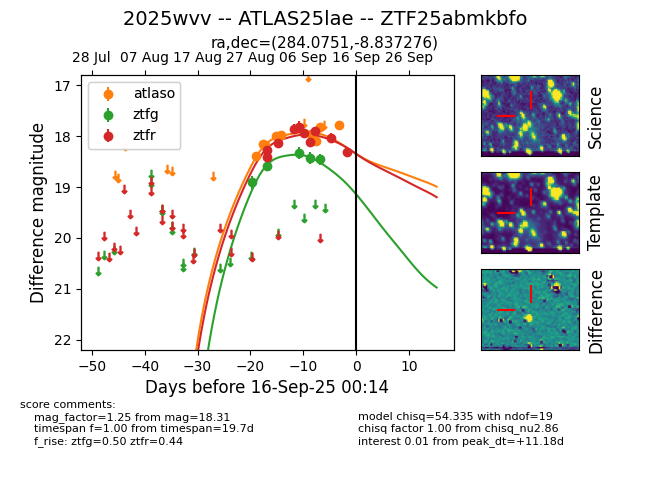 2025wvv -- ATLAS25lae -- ZTF25abmkbfo
ra,dec=(284.0751,-8.837276)
28 Jul 07 Aug 17 Aug 27 Aug 06 Sep 16 Sep 26 Sep
atlaso
ztfg
ztfr
17
18
19
20
21
22
Difference magnitude
−50 −40 −30 −20 −10 0 10
Days before 16-Sep-25 00:14
Science
Template
Difference
score comments:
mag_factor=1.25 from mag=18.31
timespan f=1.00 from timespan=19.7d
f_rise: ztfg=0.50 ztfr=0.44
model chisq=54.335 with ndof=19
chisq factor 1.00 from chisq_nu2.86
interest 0.01 from peak_dt=+11.18d